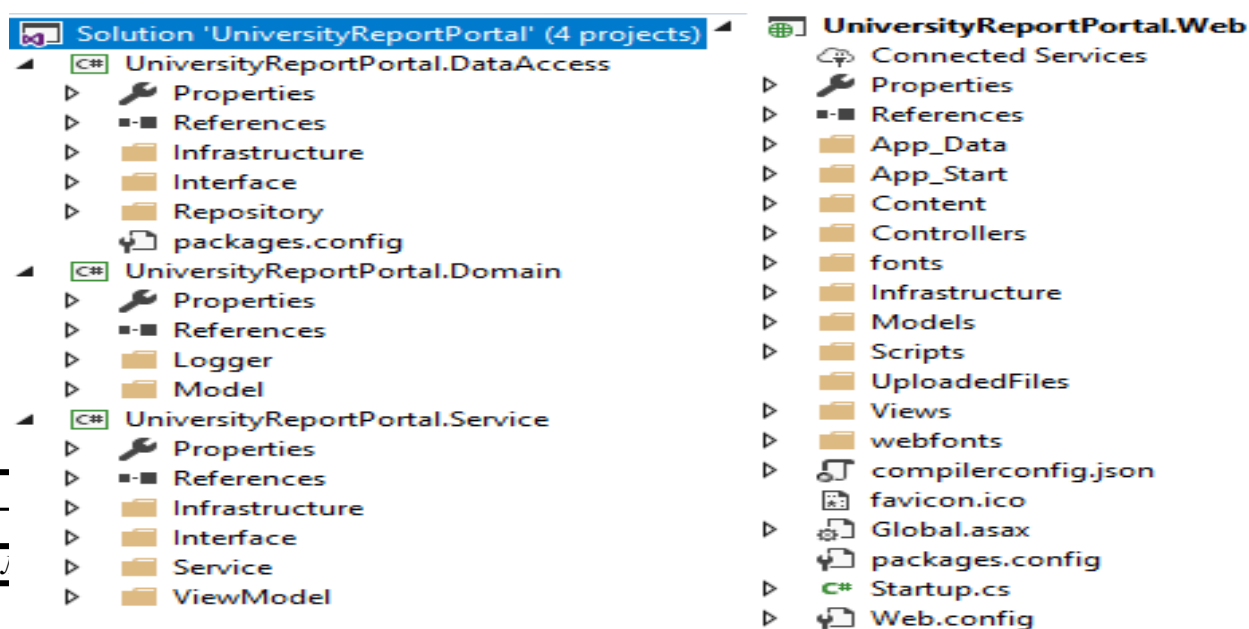 Solution 'UniversityReportPortal' (4 projects)
C# UniversityReportPortal.DataAccess
Properties
References
Infrastructure
Interface
Repository
packages.config
C# UniversityReportPortal.Domain
Properties
References
Logger
Model
C# UniversityReportPortal.Service
Properties
References
Infrastructure
Interface
Service
ViewModel
UniversityReportPortal.Web
Connected Services
Properties
References
App_Data
App_Start
Content
Controllers
fonts
Infrastructure
Models
Scripts
UploadedFiles
Views
webfonts
compilerconfig.json
favicon.ico
Global.asax
packages.config
C# Startup.cs
Web.config